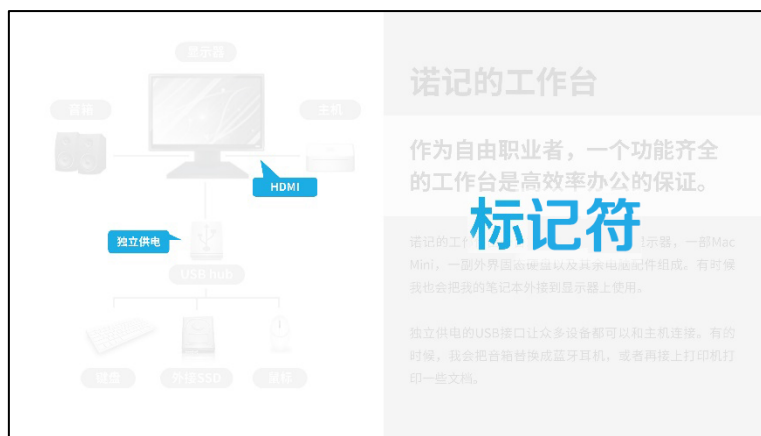 显示器
音箱
主机
HDMI
独立供电
USB hub
键盘
外接SSD
鼠标
诺记的工作台
作为自由职业者，一个功能齐全
的工作台是高效率办公的保证。
标记符
诺记的工作
示器，一部Mac
Mini，一副外界固态硬盘以及其余电脑配件组成。有时候
我也会把我的笔记本外接到显示器上使用。
独立供电的USB接口让众多设备都可以和主机连接。有的
时候，我会把音箱替换成蓝牙耳机，或者再接上打印机打
印一些文档。